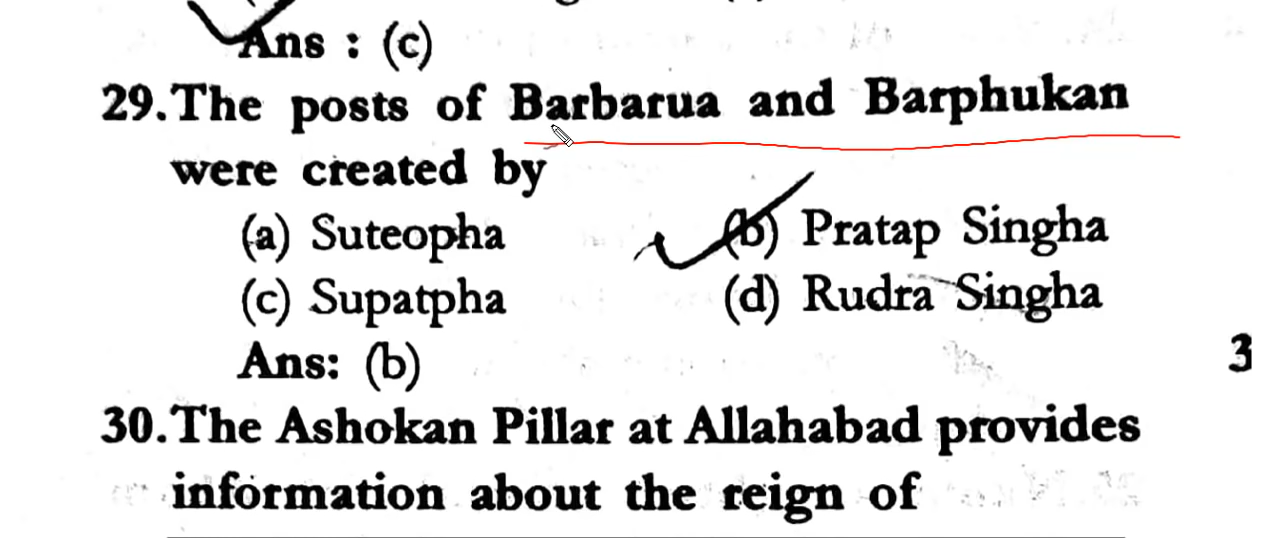 Ans : (c)
29. The posts of Barbarua and Barphukan
were created by
(a) Suteopha (b) Pratap Singha
(c) Supatpha (d) Rudra Singha
Ans: (b)
3
30. The Ashokan Pillar at Allahabad provides
information about the reign of